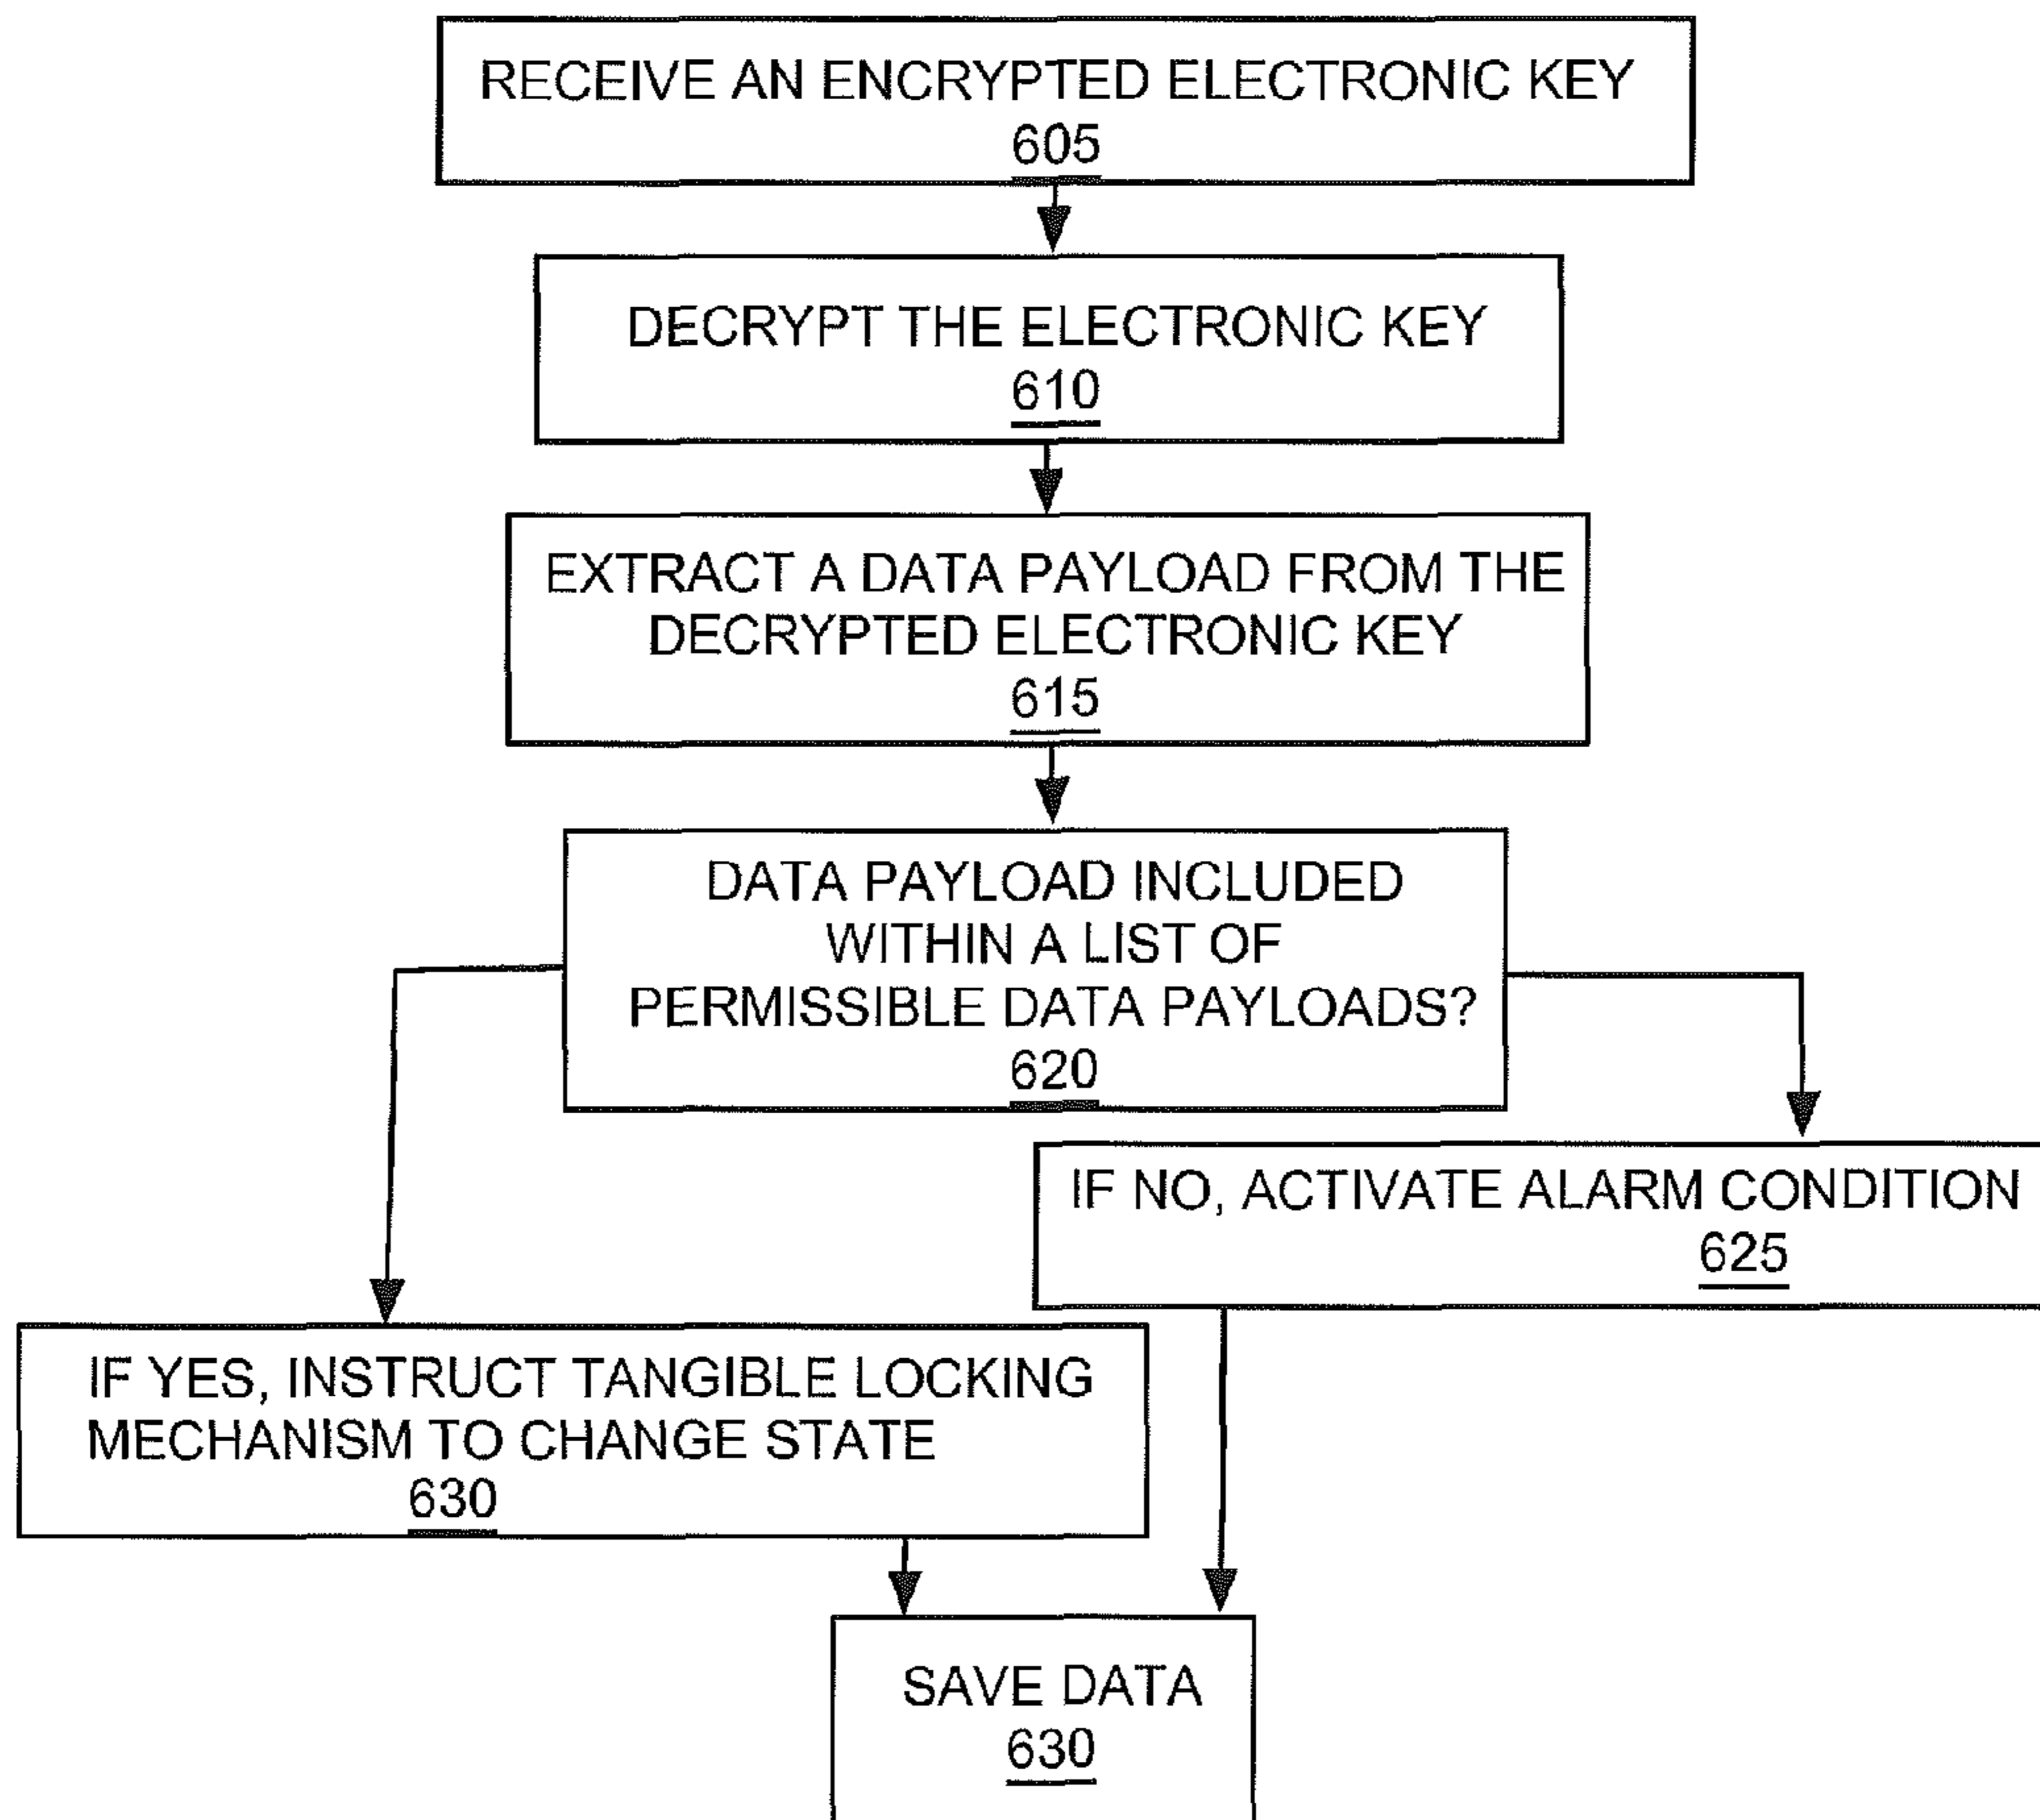 RECEIVE AN ENCRYPTED ELECTRONIC KEY
605
DECRYPT THE ELECTRONIC KEY
610
EXTRACT A DATA PAYLOAD FROM THE
DECRYPTED ELECTRONIC KEY
615
DATA PAYLOAD INCLUDED
WITHIN A LIST OF
PERMISSIBLE DATA PAYLOADS?
620
IF NO, ACTIVATE ALARM CONDITION
625
IF YES, INSTRUCT TANGIBLE LOCKING
MECHANISM TO CHANGE STATE
630
SAVE DATA
630